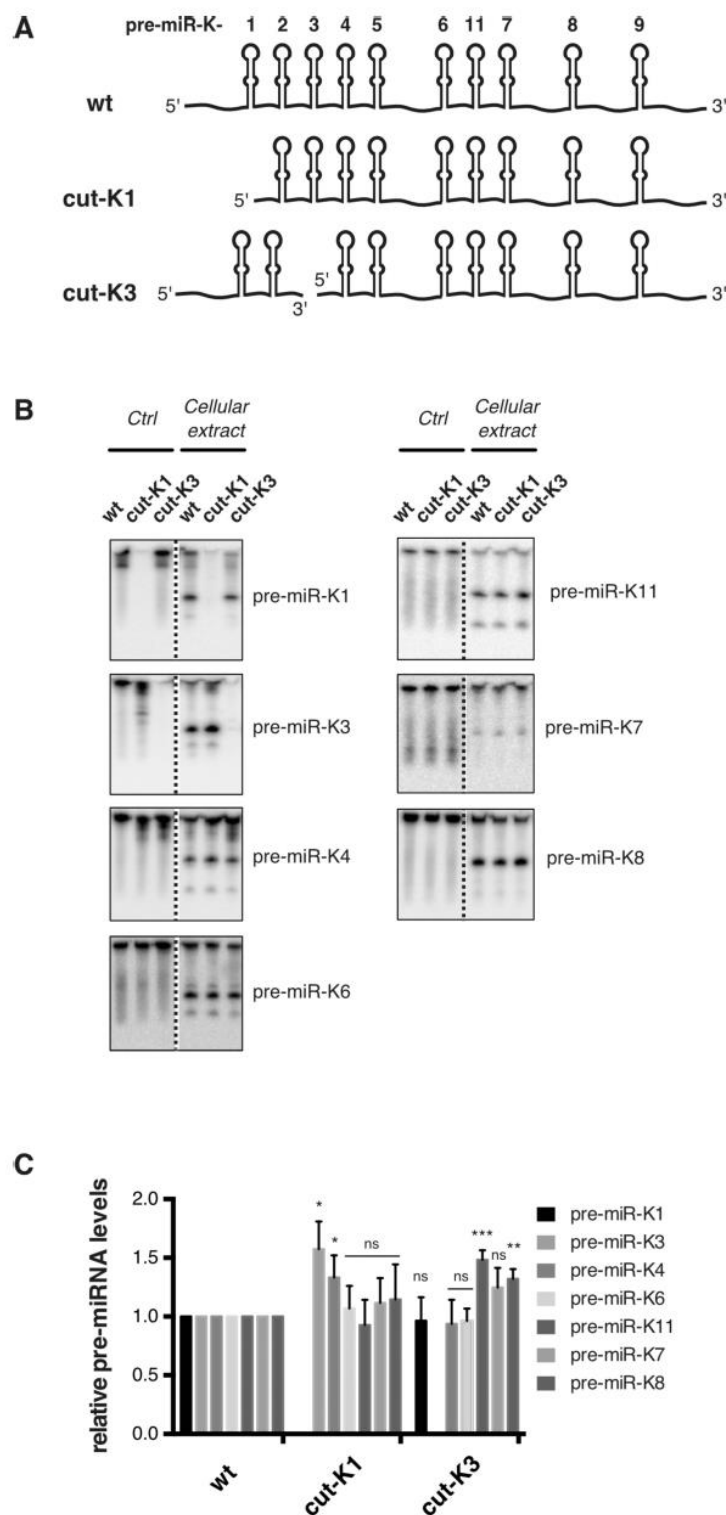 A
pre-miR-K- 1 2 3 4 5 6 11 7 8 9
wt 5' 3'
cut-K1 5' 3'
cut-K3 5' 3' 5' 3'
B
Ctrl Cellular extract
wt cut-K1 cut-K3 wt cut-K1 cut-K3
pre-miR-K1
pre-miR-K3
pre-miR-K4
pre-miR-K6
Ctrl Cellular extract
wt cut-K1 cut-K3 wt cut-K1 cut-K3
pre-miR-K11
pre-miR-K7
pre-miR-K8
C
relative pre-miRNA levels
2.0
1.5
1.0
0.5
0.0
* * ns
ns ns *** ns **
wt cut-K1 cut-K3
pre-miR-K1
pre-miR-K3
pre-miR-K4
pre-miR-K6
pre-miR-K11
pre-miR-K7
pre-miR-K8